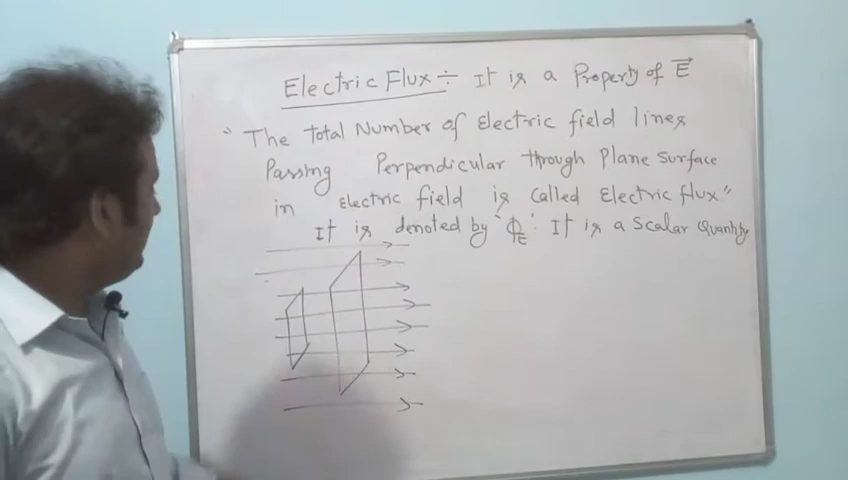 Electric Flux ÷ It is a Property of E⃗
" The total Number of Electric field lines
Passing Perpendicular through Plane Surface
in Electric field is called Electric flux"
It is denoted by 'ΦE'. It is a Scalar Quantity